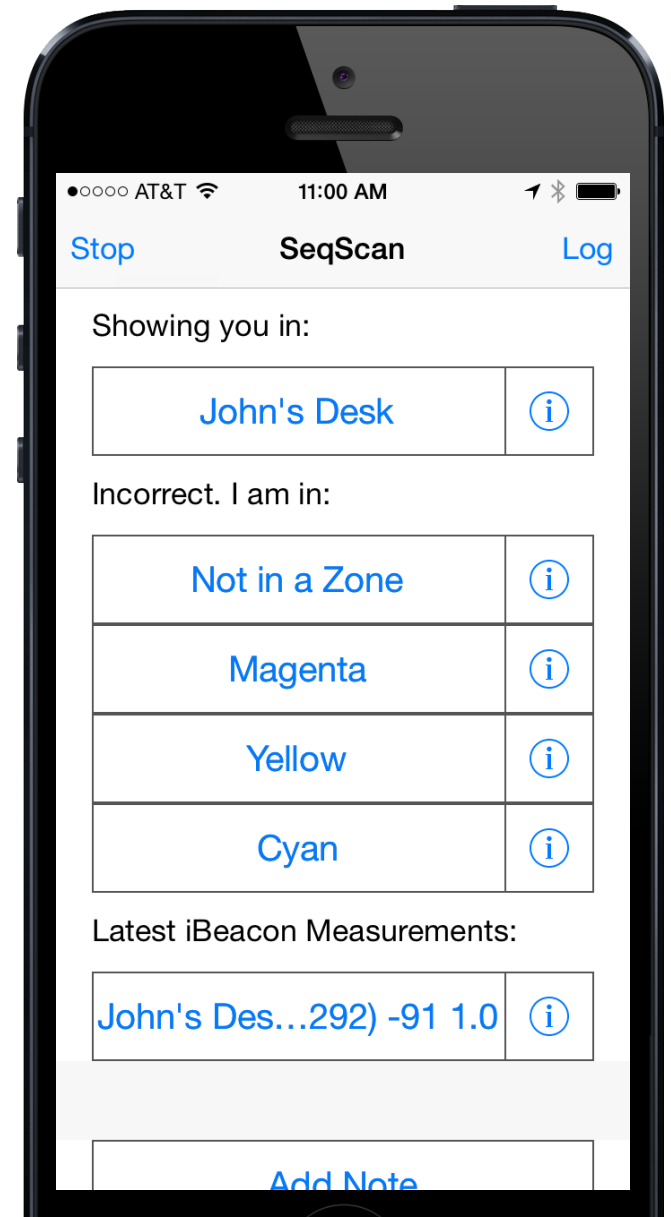 ●○○○○ AT&T 11:00 AM
Stop SeqScan Log
Showing you in:
John's Desk i
Incorrect. I am in:
Not in a Zone i
Magenta i
Yellow i
Cyan i
Latest iBeacon Measurements:
John's Des...292) -91 1.0 i
Add Note